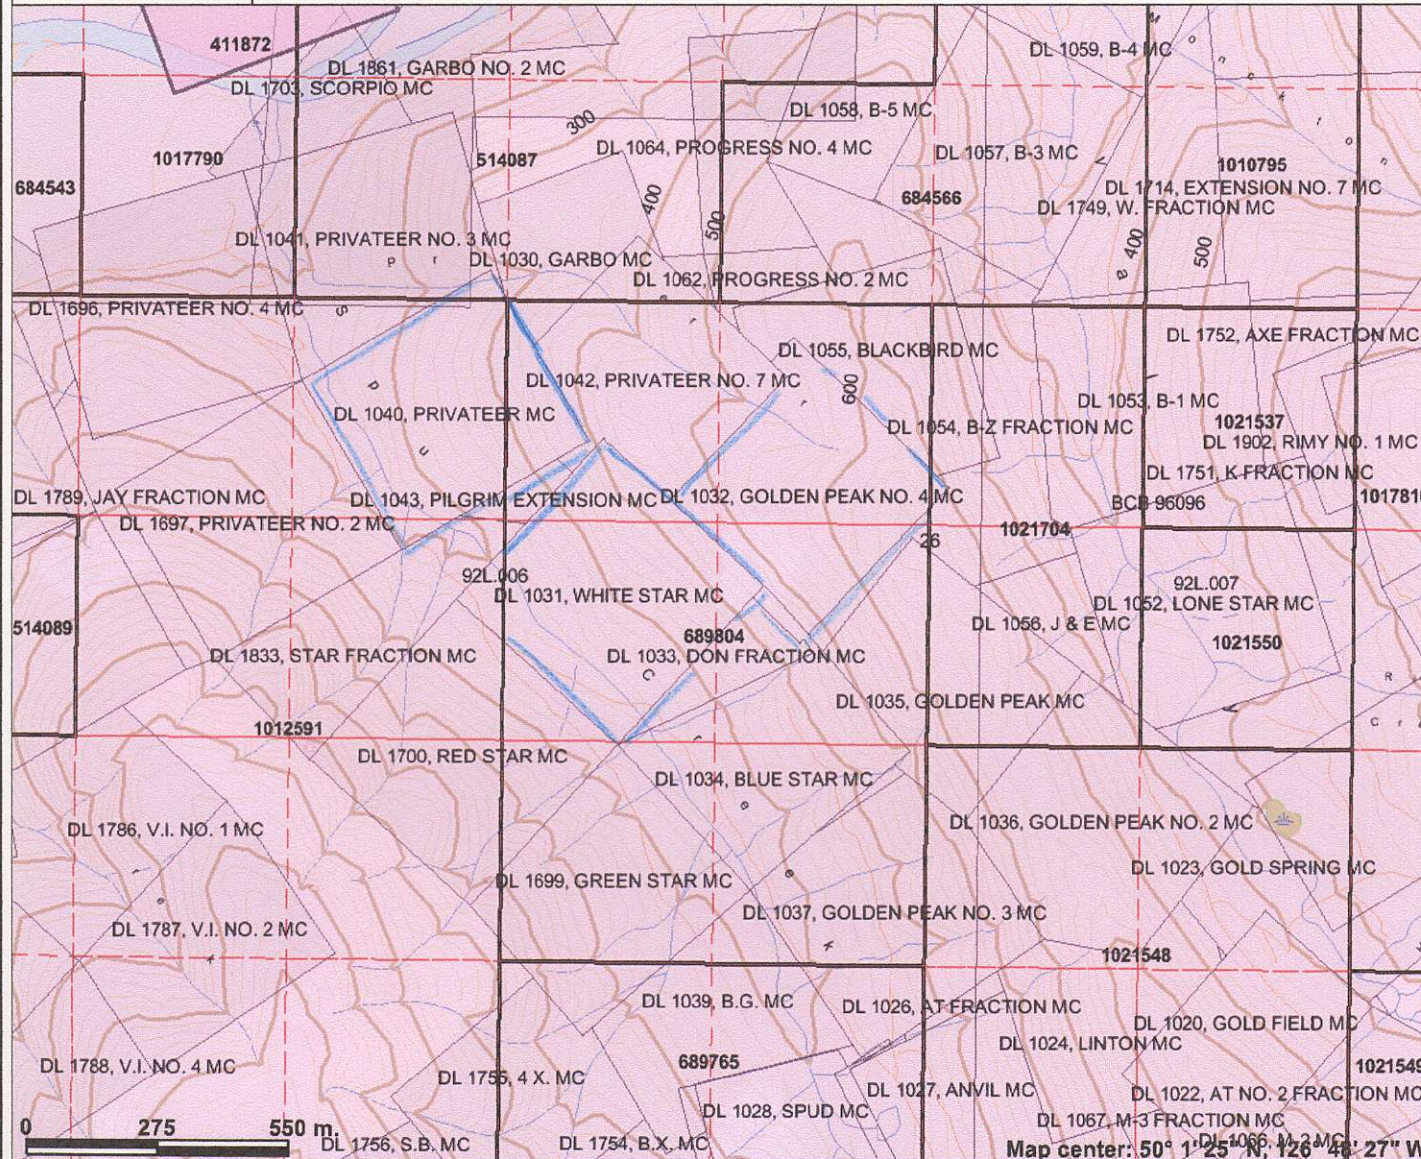 411872
DL 1059, B-4 MC
DL 1861, GARBO NO. 2 MC
DL 1703, SCORPIO MC
DL 1058, B-5 MC
300
DL 1064, PROGRESS NO. 4 MC
DL 1057, B-3 MC
1017790
514087
1010795
684543
DL 1714, EXTENSION NO. 7 MC
400
684566
DL 1749, W. FRACTION MC
500
DL 1041, PRIVATEER NO. 3 MC
400
500
DL 1030, GARBO MC
DL 1062, PROGRESS NO. 2 MC
DL 1696, PRIVATEER NO. 4 MC
DL 1752, AXE FRACTION MC
DL 1055, BLACKBIRD MC
DL 1042, PRIVATEER NO. 7 MC
600
DL 1053, B-1 MC
DL 1040, PRIVATEER MC
1021537
DL 1054, B-Z FRACTION MC
DL 1902, RIMY NO. 1 MC
DL 1751, K FRACTION MC
DL 1789, JAY FRACTION MC
DL 1043, PILGRIM EXTENSION MC
DL 1032, GOLDEN PEAK NO. 4 MC
101781
BCB 96096
DL 1697, PRIVATEER NO. 2 MC
1021704
26
92L.006
92L.007
DL 1031, WHITE STAR MC
DL 1052, LONE STAR MC
514089
DL 1056, J & E MC
689804
1021550
DL 1833, STAR FRACTION MC
DL 1033, DON FRACTION MC
DL 1035, GOLDEN PEAK MC
1012591
DL 1700, RED STAR MC
DL 1034, BLUE STAR MC
DL 1036, GOLDEN PEAK NO. 2 MC
DL 1786, V.I. NO. 1 MC
DL 1023, GOLD SPRING MC
DL 1699, GREEN STAR MC
DL 1037, GOLDEN PEAK NO. 3 MC
DL 1787, V.I. NO. 2 MC
1021548
DL 1039, B.G. MC
DL 1026, AT FRACTION MC
DL 1020, GOLD FIELD MC
DL 1024, LINTON MC
689765
DL 1788, V.I. NO. 4 MC
1021549
DL 1755, 4 X. MC
DL 1027, ANVIL MC
DL 1022, AT NO. 2 FRACTION MC
DL 1028, SPUD MC
DL 1067, M-3 FRACTION MC
0 275 550 m.
DL 1756, S.B. MC
DL 1754, B.X. MC
DL 1066, M-2 MC
Map center: 50° 1' 25" N, 126° 48' 27" W